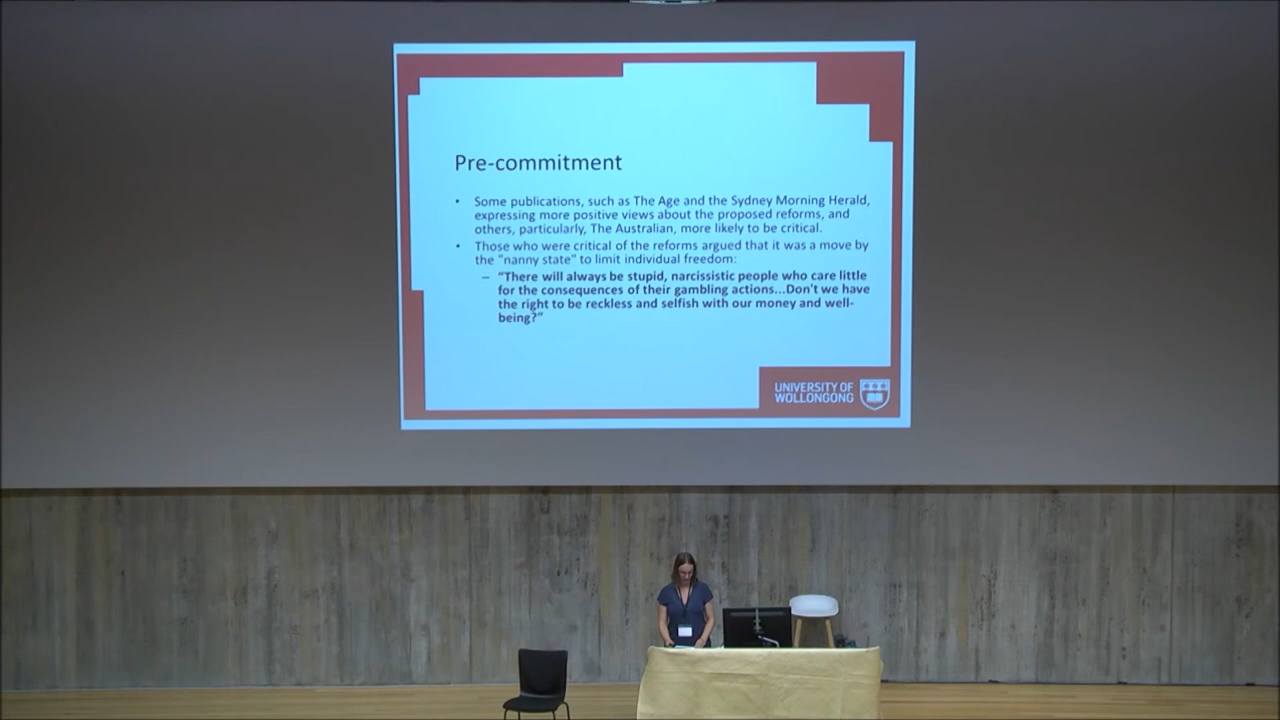 Pre-commitment
• Some publications, such as The Age and the Sydney Morning Herald,
expressing more positive views about the proposed reforms, and
others, particularly, The Australian, more likely to be critical.
• Those who were critical of the reforms argued that it was a move by
the "nanny state" to limit individual freedom:
– "There will always be stupid, narcissistic people who care little
for the consequences of their gambling actions...Don't we have
the right to be reckless and selfish with our money and well-
being?"
UNIVERSITY OF
WOLLONGONG